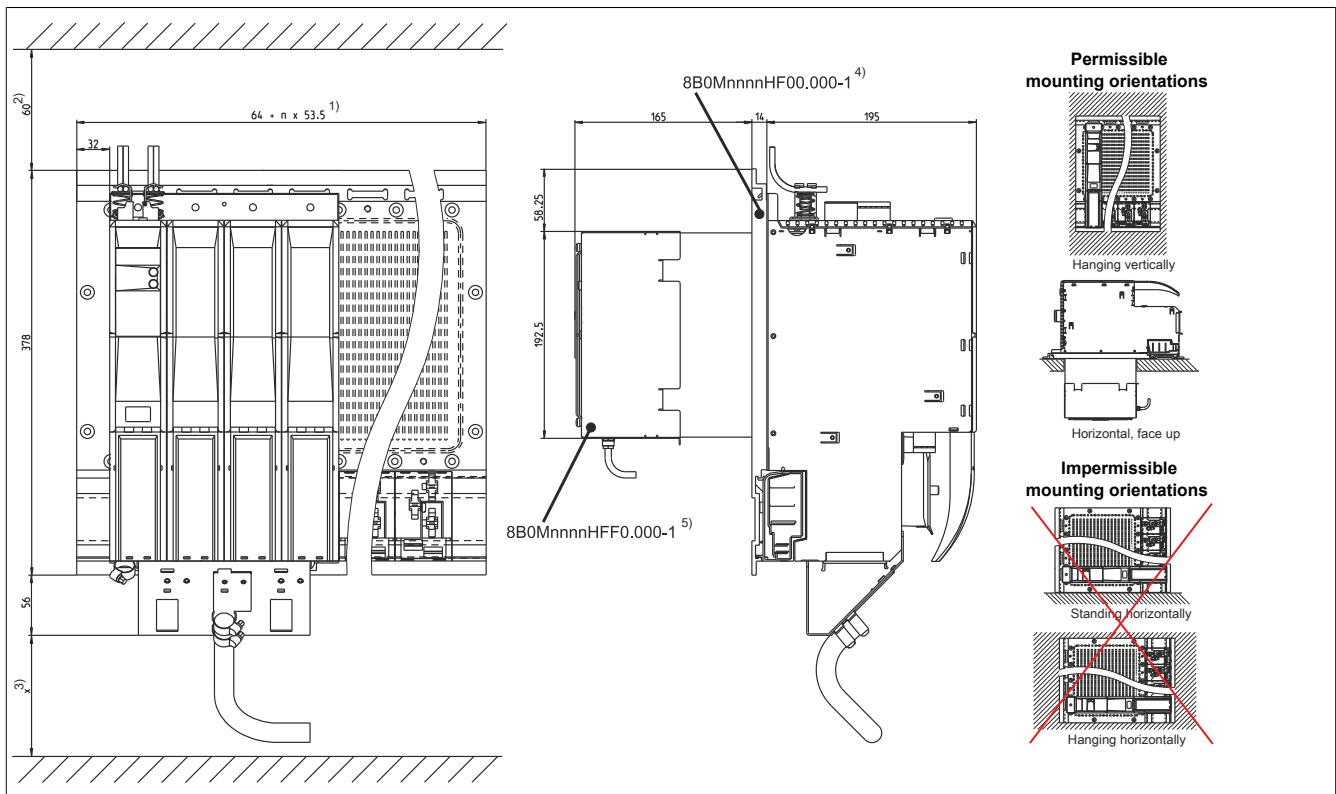 60 2)
64 + n x 53.5 1)
32
378
56
x 3)
8B0MnnnnHF00.000-1 4)
165
14
195
58.25
192.5
8B0MnnnnHFF0.000-1 5)
Permissible
mounting orientations
Hanging vertically
Horizontal, face up
Impermissible
mounting orientations
Standing horizontally
Hanging horizontally